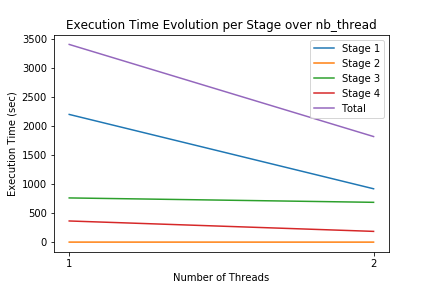 Execution Time Evolution per Stage over nb_thread
3500
3000
2500
2000
1500
1000
500
0
Execution Time (sec)
Stage 1
Stage 2
Stage 3
Stage 4
Total
1
2
Number of Threads